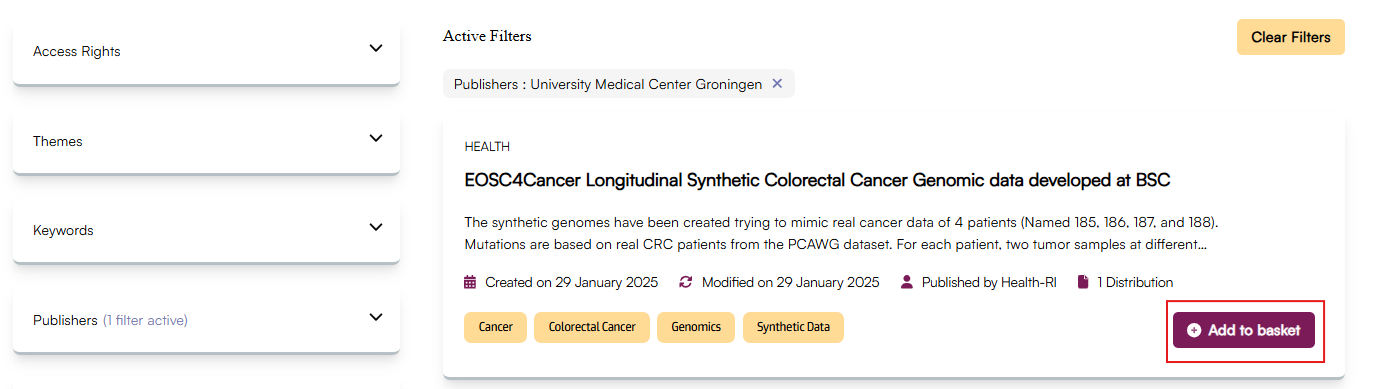 Access Rights
Themes
Keywords
Publishers (1 filter active)
Active Filters
Clear Filters
Publishers : University Medical Center Groningen ✕
HEALTH
EOSC4Cancer Longitudinal Synthetic Colorectal Cancer Genomic data developed at BSC
The synthetic genomes have been created trying to mimic real cancer data of 4 patients (Named 185, 186, 187, and 188).
Mutations are based on real CRC patients from the PCAWG dataset. For each patient, two tumor samples at different...
Created on 29 January 2025 Modified on 29 January 2025 Published by Health-RI 1 Distribution
Cancer Colorectal Cancer Genomics Synthetic Data
Add to basket